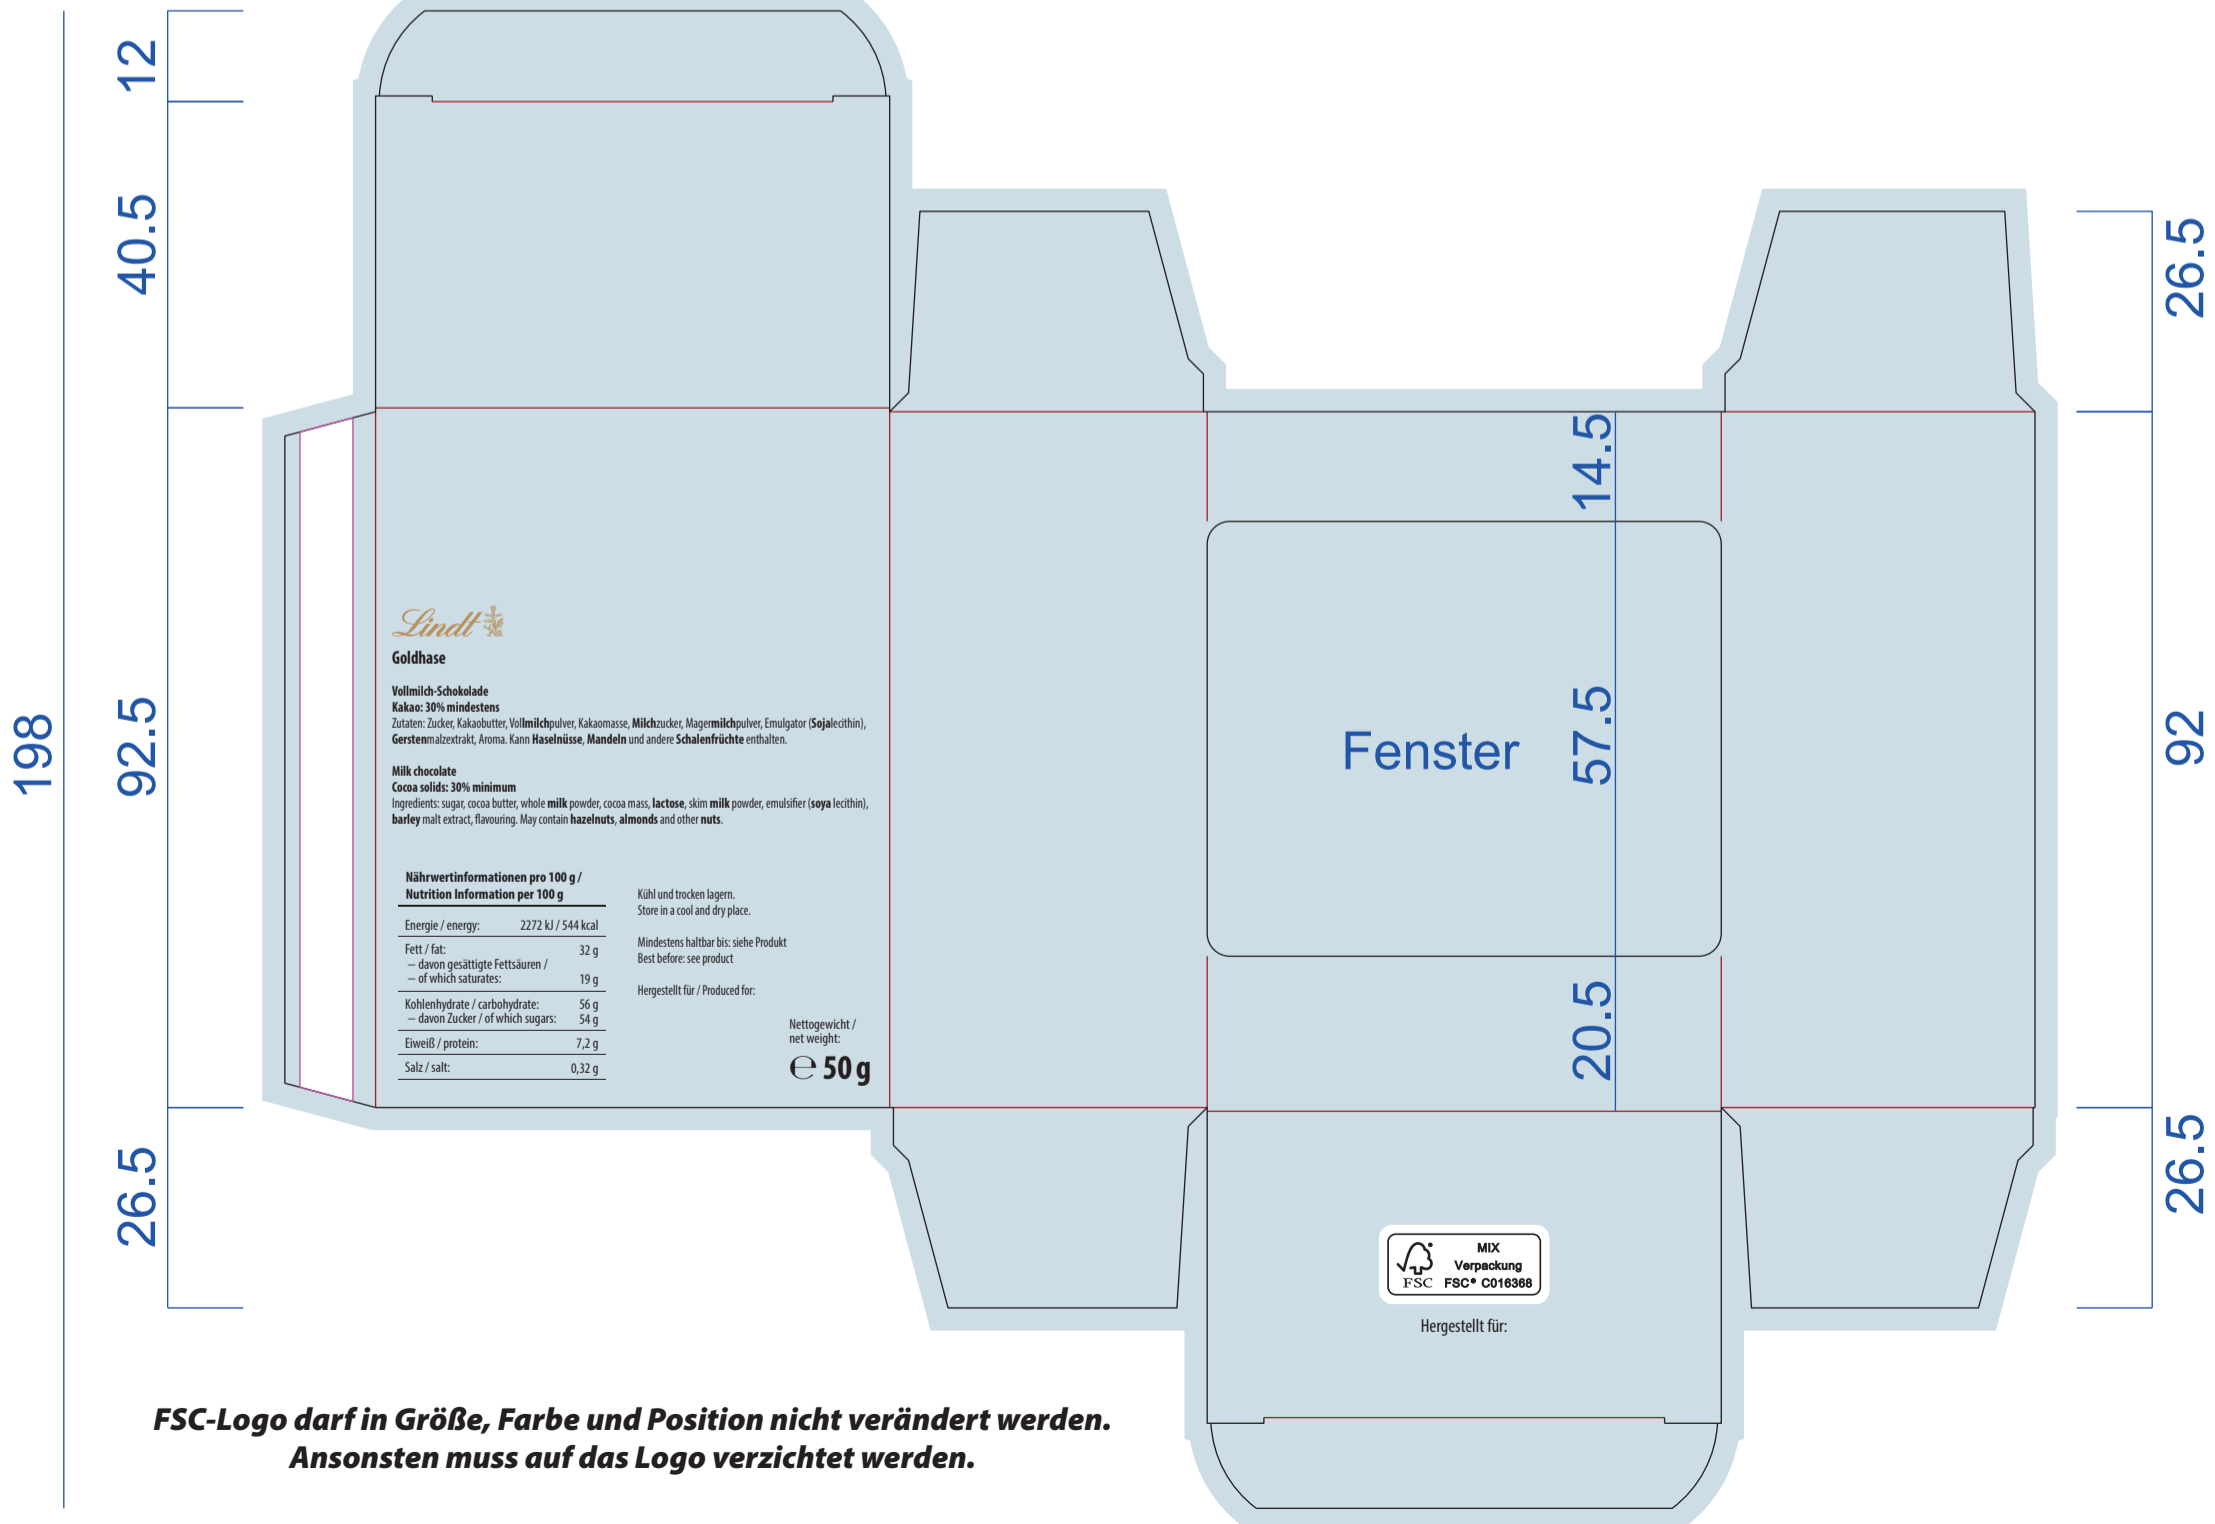 12
40.5
92.5
198
26.5
Lindt
Goldhase
Vollmilch-Schokolade
Kakao: 30% mindestens
Zutaten: Zucker, Kakaobutter, Vollmilchpulver, Kakaomasse, Milchzucker, Magermilchpulver, Emulgator (Sojalecithin),
Gerstenmalzextrakt, Aroma. Kann Haselnüsse, Mandeln und andere Schalenfrüchte enthalten.
Milk chocolate
Cocoa solids: 30% minimum
Ingredients: sugar, cocoa butter, whole milk powder, cocoa mass, lactose, skim milk powder, emulsifier (soya lecithin),
barley malt extract, flavouring. May contain hazelnuts, almonds and other nuts.
Nährwertinformationen pro 100 g /
Nutrition Information per 100 g
Energie / energy: 2272 kJ / 544 kcal
Fett / fat: 32 g
– davon gesättigte Fettsäuren /
– of which saturates: 19 g
Kohlenhydrate / carbohydrate: 56 g
– davon Zucker / of which sugars: 54 g
Eiweiß / protein: 7,2 g
Salz / salt: 0,32 g
Kühl und trocken lagern.
Store in a cool and dry place.
Mindestens haltbar bis: siehe Produkt
Best before: see product
Hergestellt für / Produced for:
Nettogewicht /
net weight:
℮ 50 g
14.5
Fenster
57.5
20.5
26.5
92
26.5
MIX
Verpackung
FSC FSC® C016368
Hergestellt für:
FSC-Logo darf in Größe, Farbe und Position nicht verändert werden.
Ansonsten muss auf das Logo verzichtet werden.